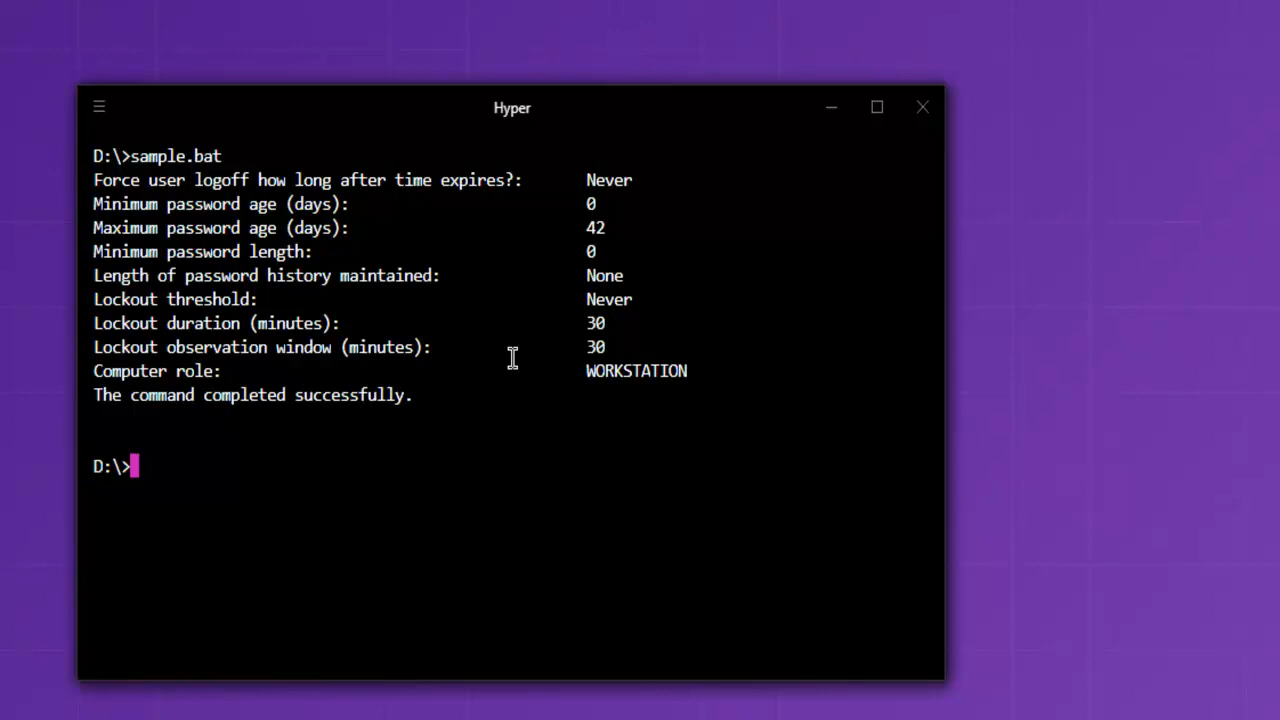 Hyper
D:\>sample.bat
Force user logoff how long after time expires?: Never
Minimum password age (days): 0
Maximum password age (days): 42
Minimum password length: 0
Length of password history maintained: None
Lockout threshold: Never
Lockout duration (minutes): 30
Lockout observation window (minutes): 30
Computer role: WORKSTATION
The command completed successfully.
D:\>